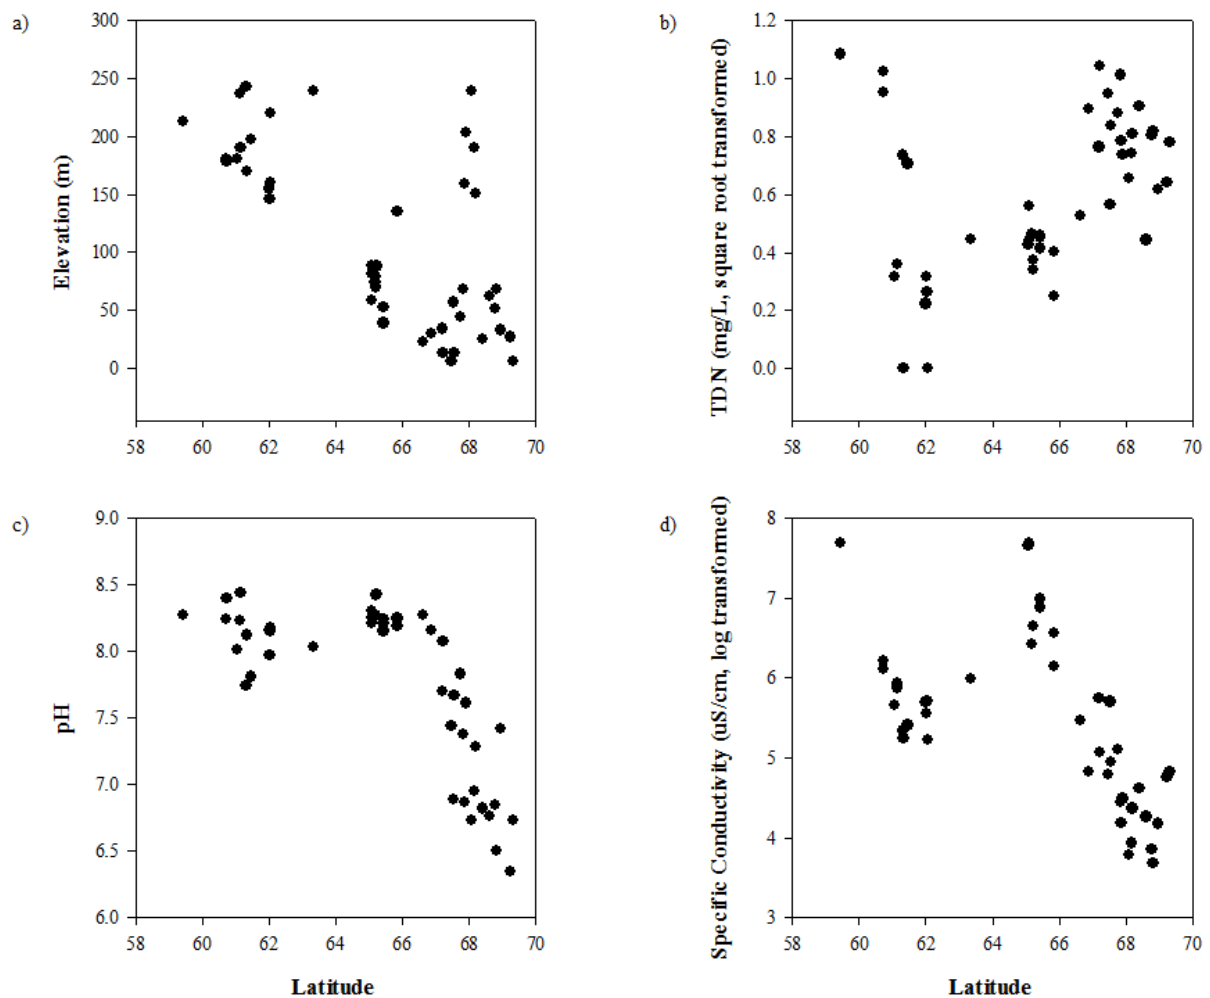 a)
300
250
200
150
100
50
0
Elevation (m)
58 60 62 64 66 68 70
b)
1.2
1.0
0.8
0.6
0.4
0.2
0.0
TDN (mg/L, square root transformed)
58 60 62 64 66 68 70
c)
9.0
8.5
8.0
7.5
7.0
6.5
6.0
pH
58 60 62 64 66 68 70
Latitude
d)
8
7
6
5
4
3
Specific Conductivity (uS/cm, log transformed)
58 60 62 64 66 68 70
Latitude